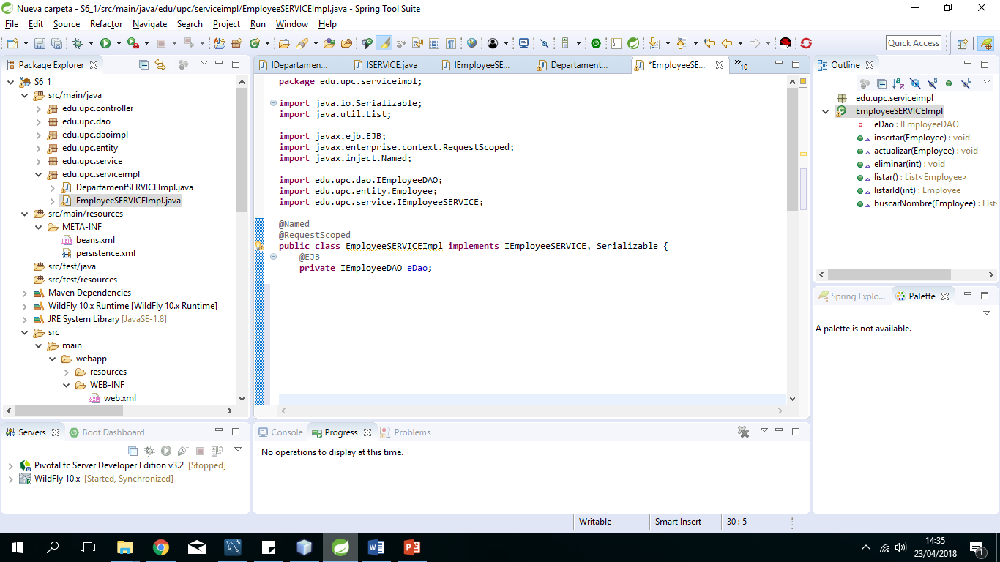 Nueva carpeta - S6_1/src/main/java/edu/upc/serviceimpl/EmployeeSERVICEImpl.java - Spring Tool Suite
File Edit Source Refactor Navigate Search Project Run Window Help
Quick Access
Package Explorer
S6_1
src/main/java
edu.upc.controller
edu.upc.dao
edu.upc.daoimpl
edu.upc.entity
edu.upc.service
edu.upc.serviceimpl
DepartamentSERVICEImpl.java
EmployeeSERVICEImpl.java
src/main/resources
META-INF
beans.xml
persistence.xml
src/test/java
src/test/resources
Maven Dependencies
WildFly 10.x Runtime [WildFly 10.x Runtime]
JRE System Library [JavaSE-1.8]
src
main
webapp
resources
WEB-INF
web.xml
IDepartamen... ISERVICE.java IEmployeeSE... Departament... *EmployeeSE... »10
package edu.upc.serviceimpl;
import java.io.Serializable;
import java.util.List;
import javax.ejb.EJB;
import javax.enterprise.context.RequestScoped;
import javax.inject.Named;
import edu.upc.dao.IEmployeeDAO;
import edu.upc.entity.Employee;
import edu.upc.service.IEmployeeSERVICE;
@Named
@RequestScoped
public class EmployeeSERVICEImpl implements IEmployeeSERVICE, Serializable {
@EJB
private IEmployeeDAO eDao;
Outline
edu.upc.serviceimpl
EmployeeSERVICEImpl
eDao : IEmployeeDAO
insertar(Employee) : void
actualizar(Employee) : void
eliminar(int) : void
listar() : List<Employee>
listarId(int) : Employee
buscarNombre(Employee) : List
Spring Explo... Palette
A palette is not available.
Servers Boot Dashboard
Pivotal tc Server Developer Edition v3.2 [Stopped]
WildFly 10.x [Started, Synchronized]
Console Progress Problems
No operations to display at this time.
Writable Smart Insert 30 : 5
14:35
23/04/2018
1